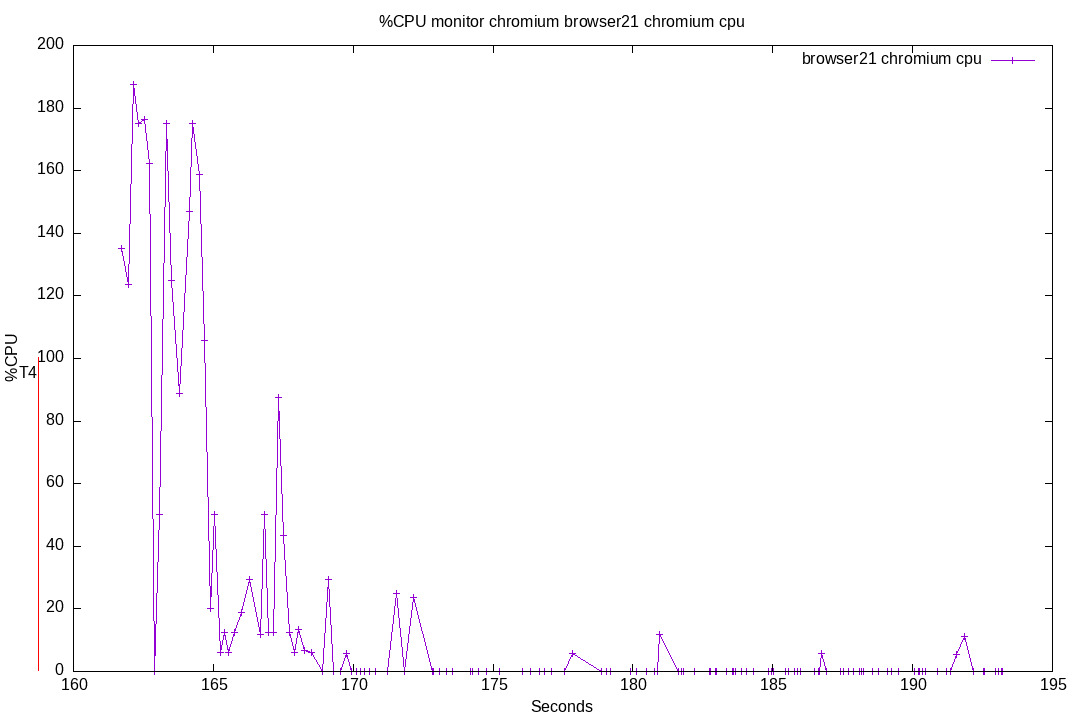 %CPU monitor chromium browser21 chromium cpu
browser21 chromium cpu
200
180
160
140
120
100
80
60
40
20
0
%CPU
T4
160 165 170 175 180 185 190 195
Seconds